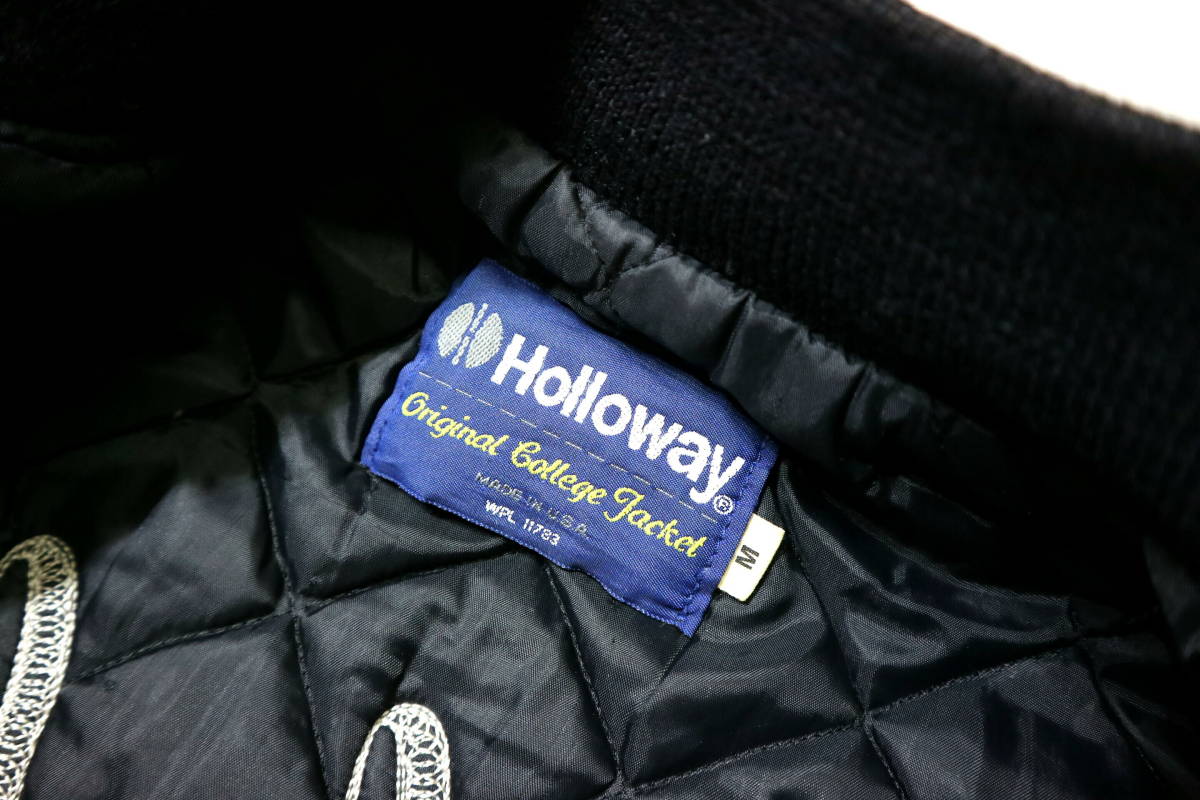 Holloway®
Original College Jacket
MADE IN U.S.A.
WPL 11783
M